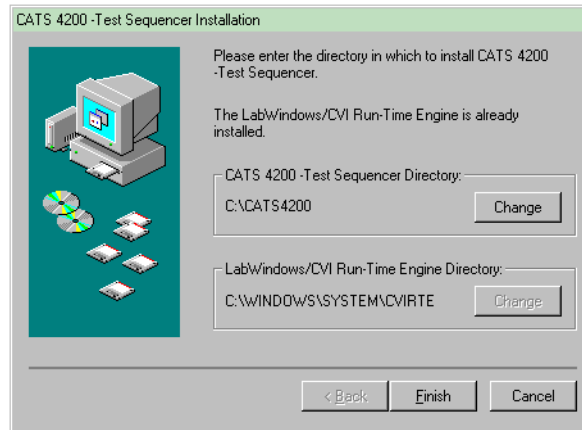 CATS 4200 -Test Sequencer Installation
Please enter the directory in which to install CATS 4200
-Test Sequencer.
The LabWindows/CVI Run-Time Engine is already
installed.
CATS 4200 -Test Sequencer Directory:
C:\CATS4200
Change
LabWindows/CVI Run-Time Engine Directory:
C:\WINDOWS\SYSTEM\CVIRTE
Change
< Back
Finish
Cancel